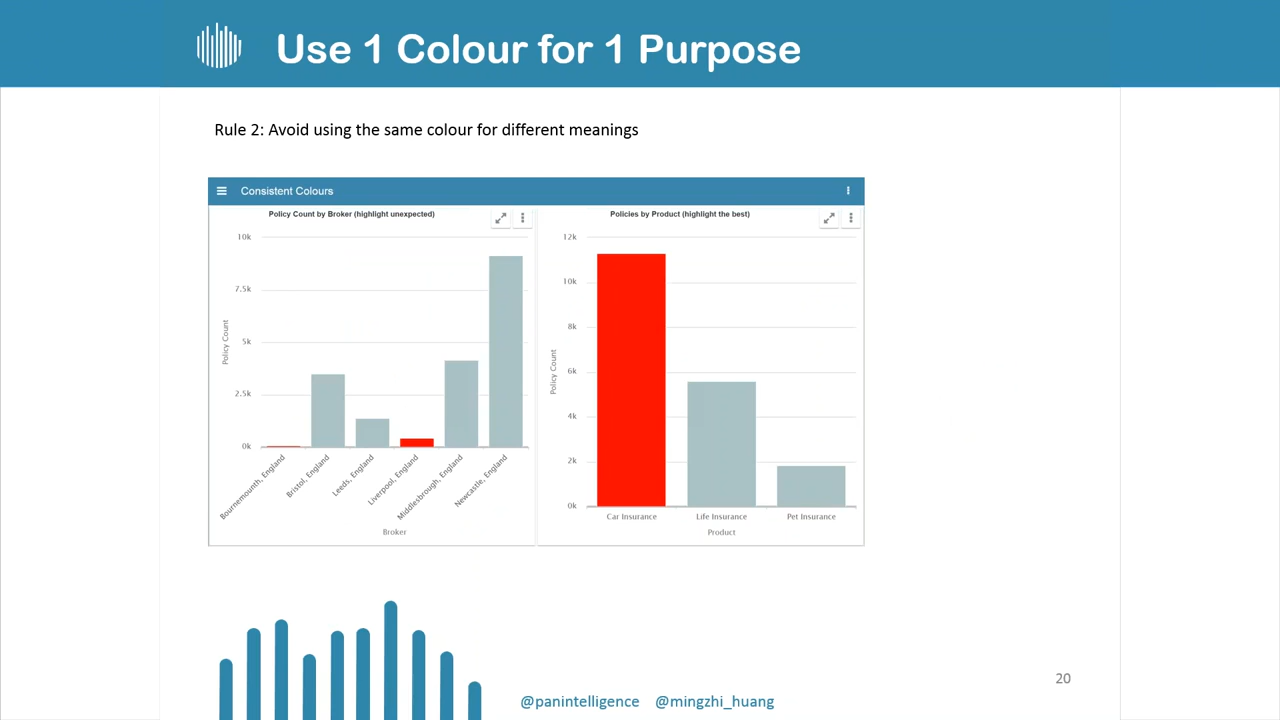 Use 1 Colour for 1 Purpose
Rule 2: Avoid using the same colour for different meanings
Consistent Colours
Policy Count by Broker (highlight unexpected)
10k
7.5k
5k
2.5k
0k
Policy Count
Bournemounth, England
Bristol, England
Leeds, England
Liverpool, England
Middlesbrough, England
Newcastle, England
Broker
Policies by Product (highlight the best)
12k
10k
8k
6k
4k
2k
0k
Policy Count
Car Insurance
Life Insurance
Pet Insurance
Product
20
@panintelligence @mingzhi_huang